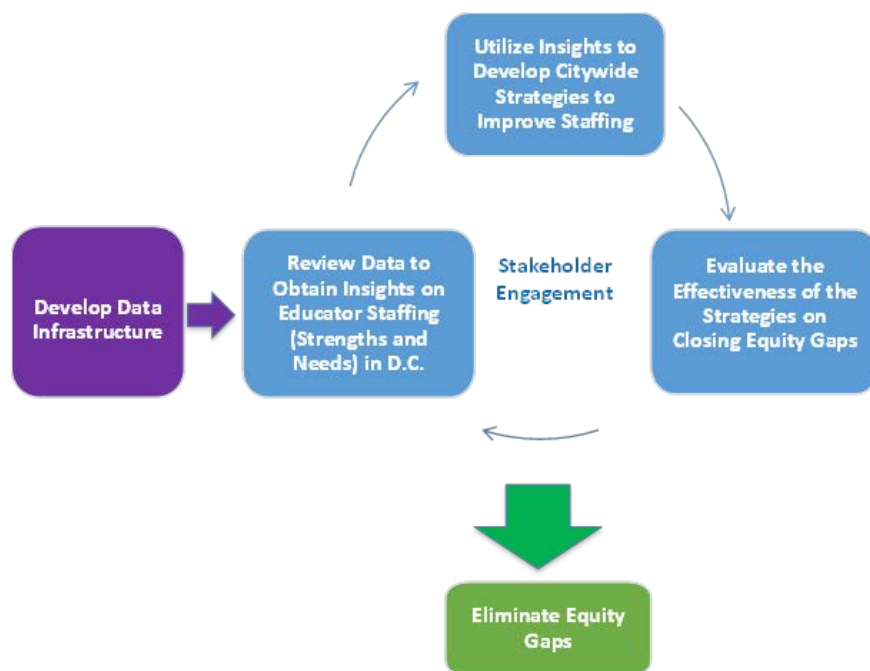 Utilize Insights to
Develop Citywide
Strategies to
Improve Staffing
Develop Data
Infrastructure
Review Data to
Obtain Insights on
Educator Staffing
(Strengths and
Needs) in D.C.
Stakeholder
Engagement
Evaluate the
Effectiveness of the
Strategies on
Closing Equity Gaps
Eliminate Equity
Gaps